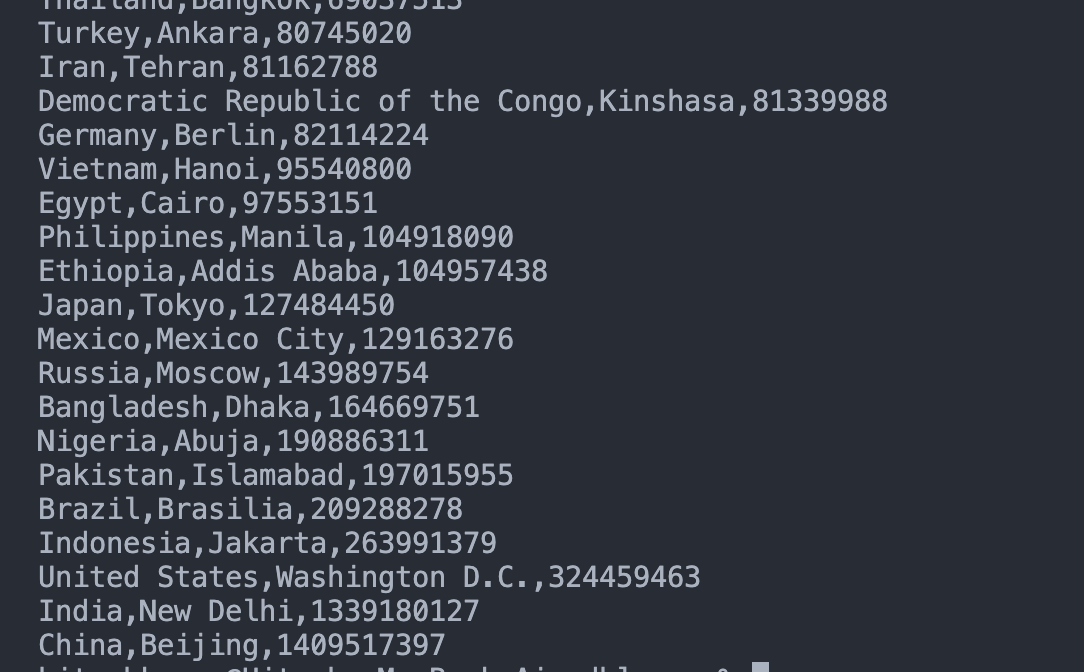 Thailand,Bangkok,69037513
Turkey,Ankara,80745020
Iran,Tehran,81162788
Democratic Republic of the Congo,Kinshasa,81339988
Germany,Berlin,82114224
Vietnam,Hanoi,95540800
Egypt,Cairo,97553151
Philippines,Manila,104918090
Ethiopia,Addis Ababa,104957438
Japan,Tokyo,127484450
Mexico,Mexico City,129163276
Russia,Moscow,143989754
Bangladesh,Dhaka,164669751
Nigeria,Abuja,190886311
Pakistan,Islamabad,197015955
Brazil,Brasilia,209288278
Indonesia,Jakarta,263991379
United States,Washington D.C.,324459463
India,New Delhi,1339180127
China,Beijing,1409517397